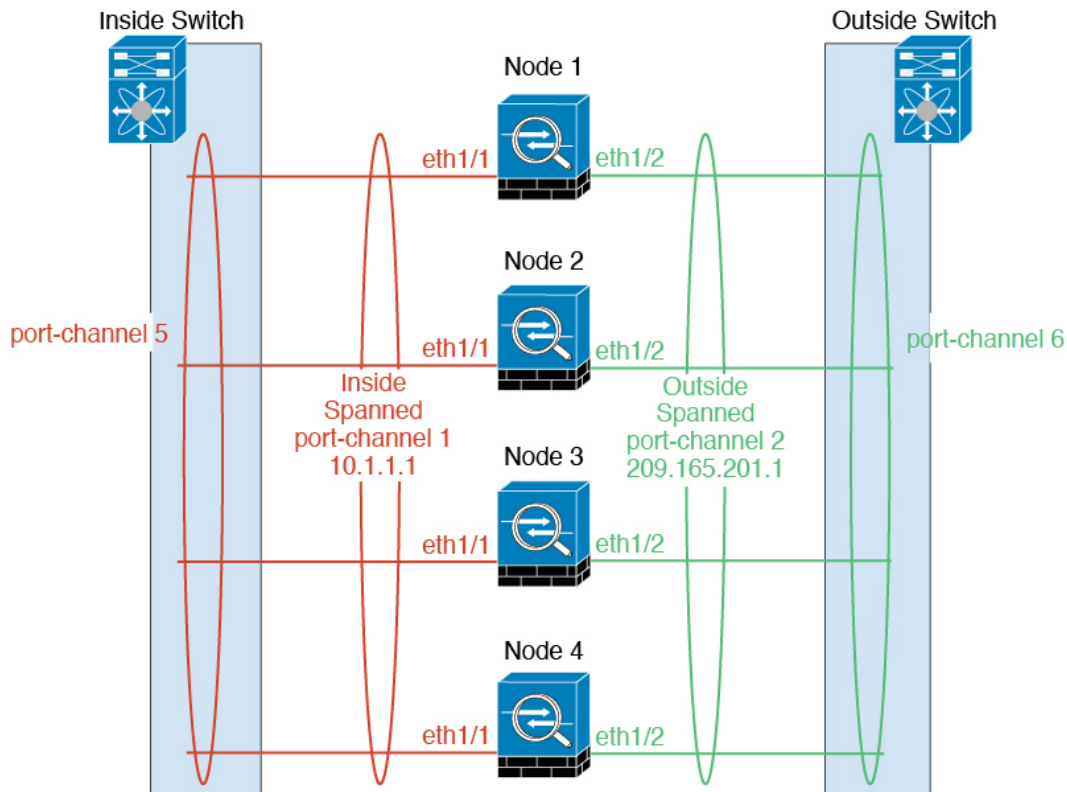 Inside Switch
Outside Switch
Node 1
eth1/1
eth1/2
Node 2
eth1/1
eth1/2
port-channel 5
port-channel 6
Inside
Spanned
port-channel 1
10.1.1.1
Outside
Spanned
port-channel 2
209.165.201.1
Node 3
eth1/1
eth1/2
Node 4
eth1/1
eth1/2